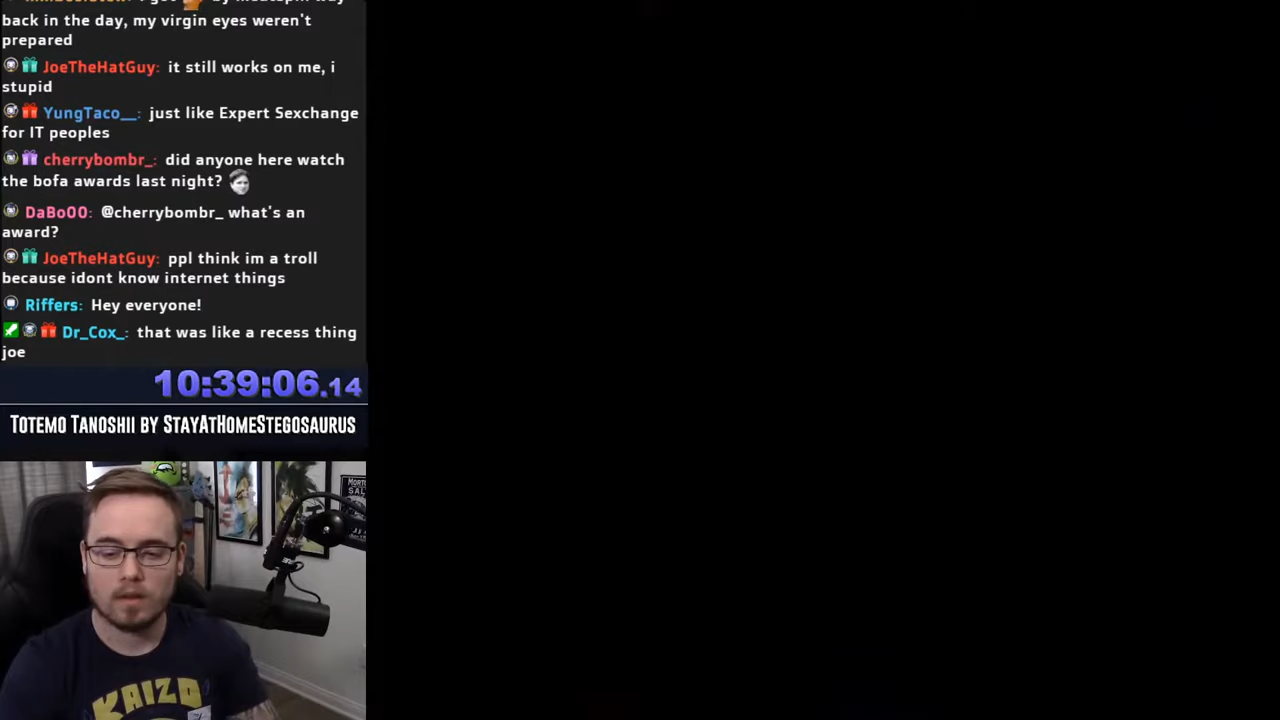 back in the day, my virgin eyes weren't
prepared
JoeTheHatGuy: it still works on me, i
stupid
YungTaco__: just like Expert Sexchange
for IT peoples
cherrybombr_: did anyone here watch
the bofa awards last night?
DaBoOO: @cherrybombr_ what's an
award?
JoeTheHatGuy: ppl think im a troll
because idont know internet things
Riffers: Hey everyone!
Dr_Cox_: that was like a recess thing
joe
10:39:06.14
TOTEMO TANOSHII BY STAYATHOMESTEGOSAURUS
KAIZO